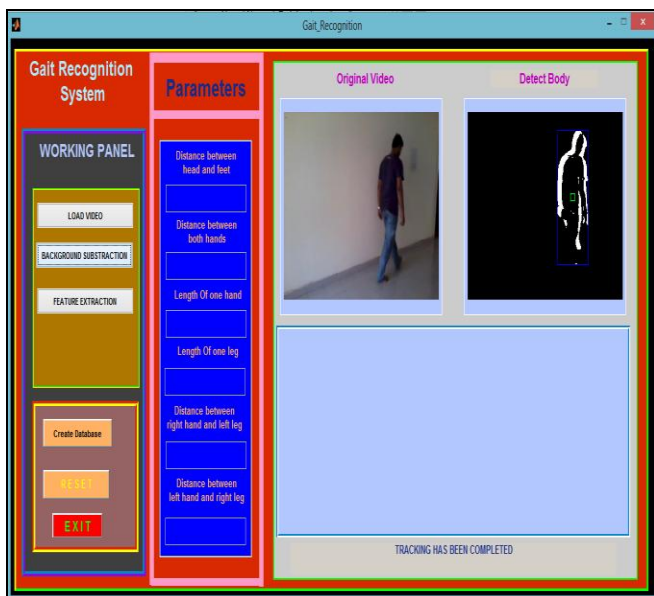 Gait_Recognition
Gait Recognition
System
WORKING PANEL
LOAD VIDEO
BACKGROUND SUBSTRACTION
FEATURE EXTRACTION
Create Database
RESET
EXIT
Parameters
Distance between
head and feet
Distance between
both hands
Length Of one hand
Length Of one leg
Distance between
right hand and left leg
Distance between
left hand and right leg
Original Video
Detect Body
TRACKING HAS BEEN COMPLETED